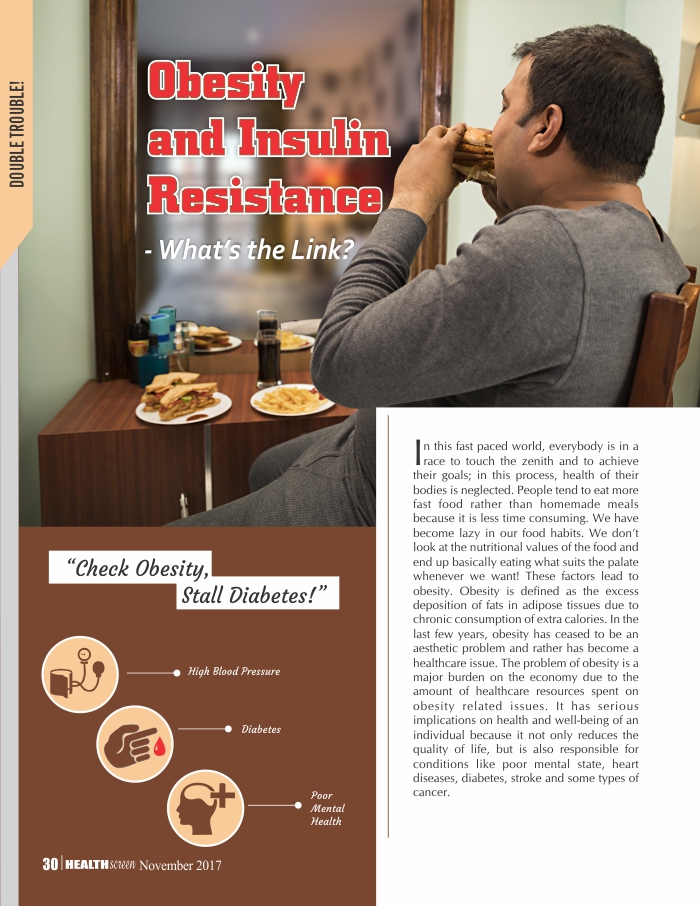 DOUBLE TROUBLE!
Obesity
and Insulin
Resistance
- What's the Link?
In this fast paced world, everybody is in a
race to touch the zenith and to achieve
their goals; in this process, health of their
bodies is neglected. People tend to eat more
fast food rather than homemade meals
because it is less time consuming. We have
become lazy in our food habits. We don't
look at the nutritional values of the food and
end up basically eating what suits the palate
whenever we want! These factors lead to
obesity. Obesity is defined as the excess
deposition of fats in adipose tissues due to
chronic consumption of extra calories. In the
last few years, obesity has ceased to be an
aesthetic problem and rather has become a
healthcare issue. The problem of obesity is a
major burden on the economy due to the
amount of healthcare resources spent on
obesity related issues. It has serious
implications on health and well-being of an
individual because it not only reduces the
quality of life, but is also responsible for
conditions like poor mental state, heart
diseases, diabetes, stroke and some types of
cancer.
“Check Obesity,
Stall Diabetes!”
High Blood Pressure
Diabetes
Poor
Mental
Health
30 | HEALTHscreen November 2017